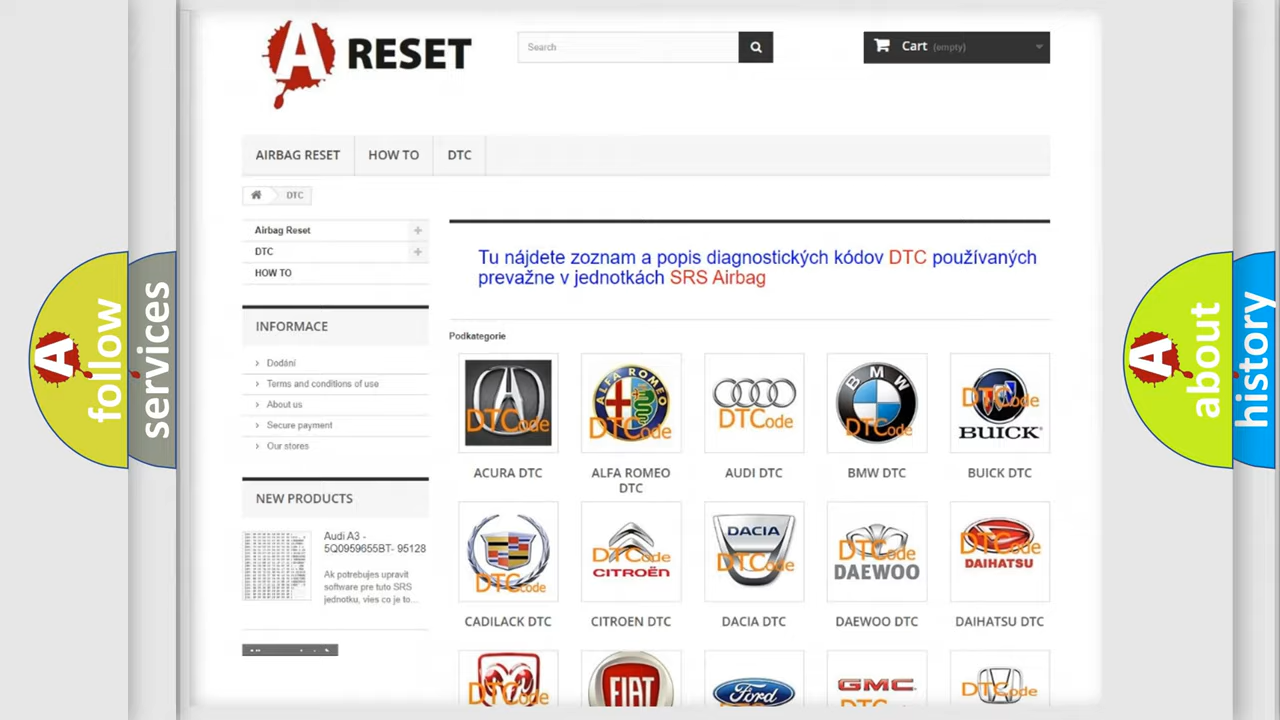 A RESET
Search
Cart (empty)
AIRBAG RESET
HOW TO
DTC
DTC
Airbag Reset
DTC
HOW TO
Tu nájdete zoznam a popis diagnostických kódov DTC používaných
prevažne v jednotkách SRS Airbag
INFORMACE
Dodání
Terms and conditions of use
About us
Secure payment
Our stores
NEW PRODUCTS
Audi A3 -
5Q0959655BT- 95128
Ak potrebujes upravit
software pre tuto SRS
jednotku, vies co je to...
Podkategorie
DTCode
ALFA ROMEO
DTCode
DTCode
BMW
DTCode
DTCode
BUICK
ACURA DTC
ALFA ROMEO
DTC
AUDI DTC
BMW DTC
BUICK DTC
DTCode
DTCode
CITROËN
DACIA
DTCode
DTCode
DAEWOO
DTCode
DAIHATSU
CADILACK DTC
CITROEN DTC
DACIA DTC
DAEWOO DTC
DAIHATSU DTC
DTCode
FIAT
Ford
GMC
DTCode
A follow
services
A about
history